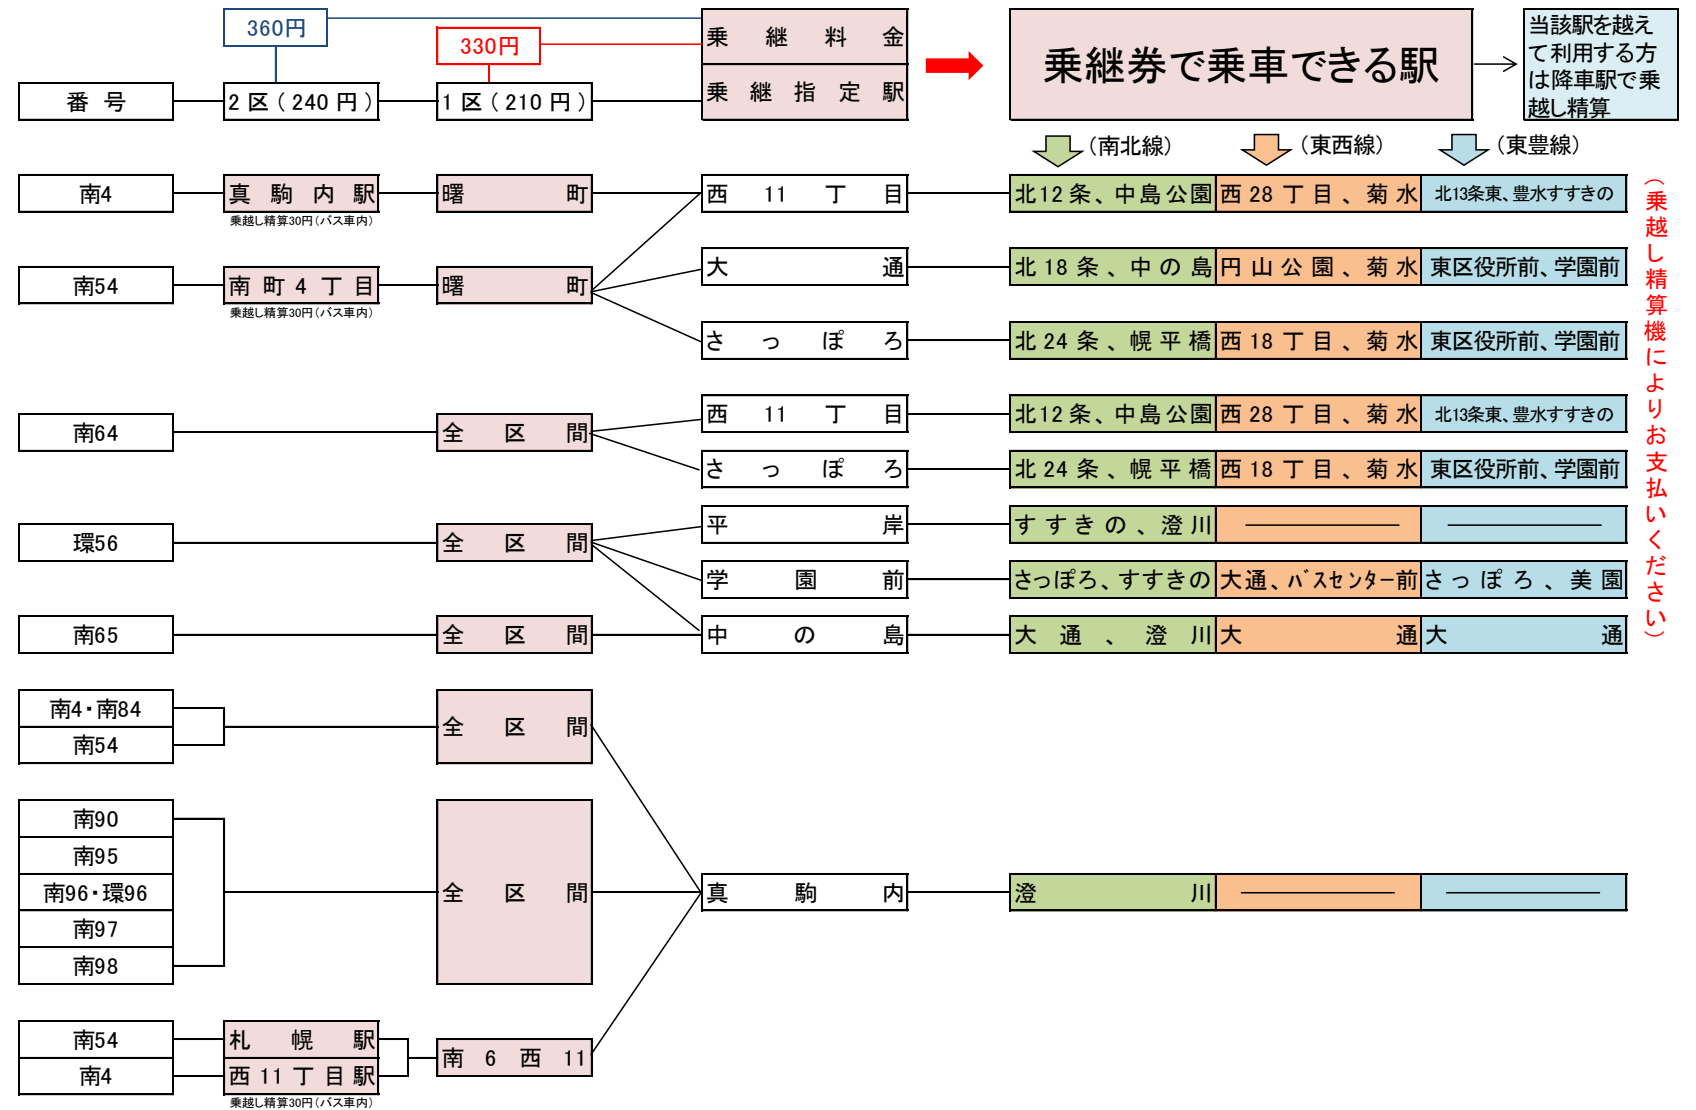 360円
330円
乗継料金
乗継指定駅
乗継券で乗車できる駅
当該駅を越え
て利用する方
は降車駅で乗
越し精算
番号
2区(240円)
1区(210円)
(南北線)
(東西線)
(東豊線)
南4
真駒内駅
乗越し精算30円(バス車内)
曙町
西11丁目
北12条、中島公園
西28丁目、菊水
北13条東、豊水すすきの
南54
南町4丁目
乗越し精算30円(バス車内)
曙町
大通
北18条、中の島
円山公園、菊水
東区役所前、学園前
さっぽろ
北24条、幌平橋
西18丁目、菊水
東区役所前、学園前
南64
全区間
西11丁目
北12条、中島公園
西28丁目、菊水
北13条東、豊水すすきの
さっぽろ
北24条、幌平橋
西18丁目、菊水
東区役所前、学園前
環56
全区間
平岸
すすきの、澄川
学園前
さっぽろ、すすきの
大通、バスセンター前
さっぽろ、美園
南65
全区間
中の島
大通、澄川
大通
大通
(乗越し精算機によりお支払いください)
南4・南84
南54
全区間
南90
南95
南96・環96
南97
南98
全区間
真駒内
澄川
南54
札幌駅
南4
西11丁目駅
乗越し精算30円(バス車内)
南6西11